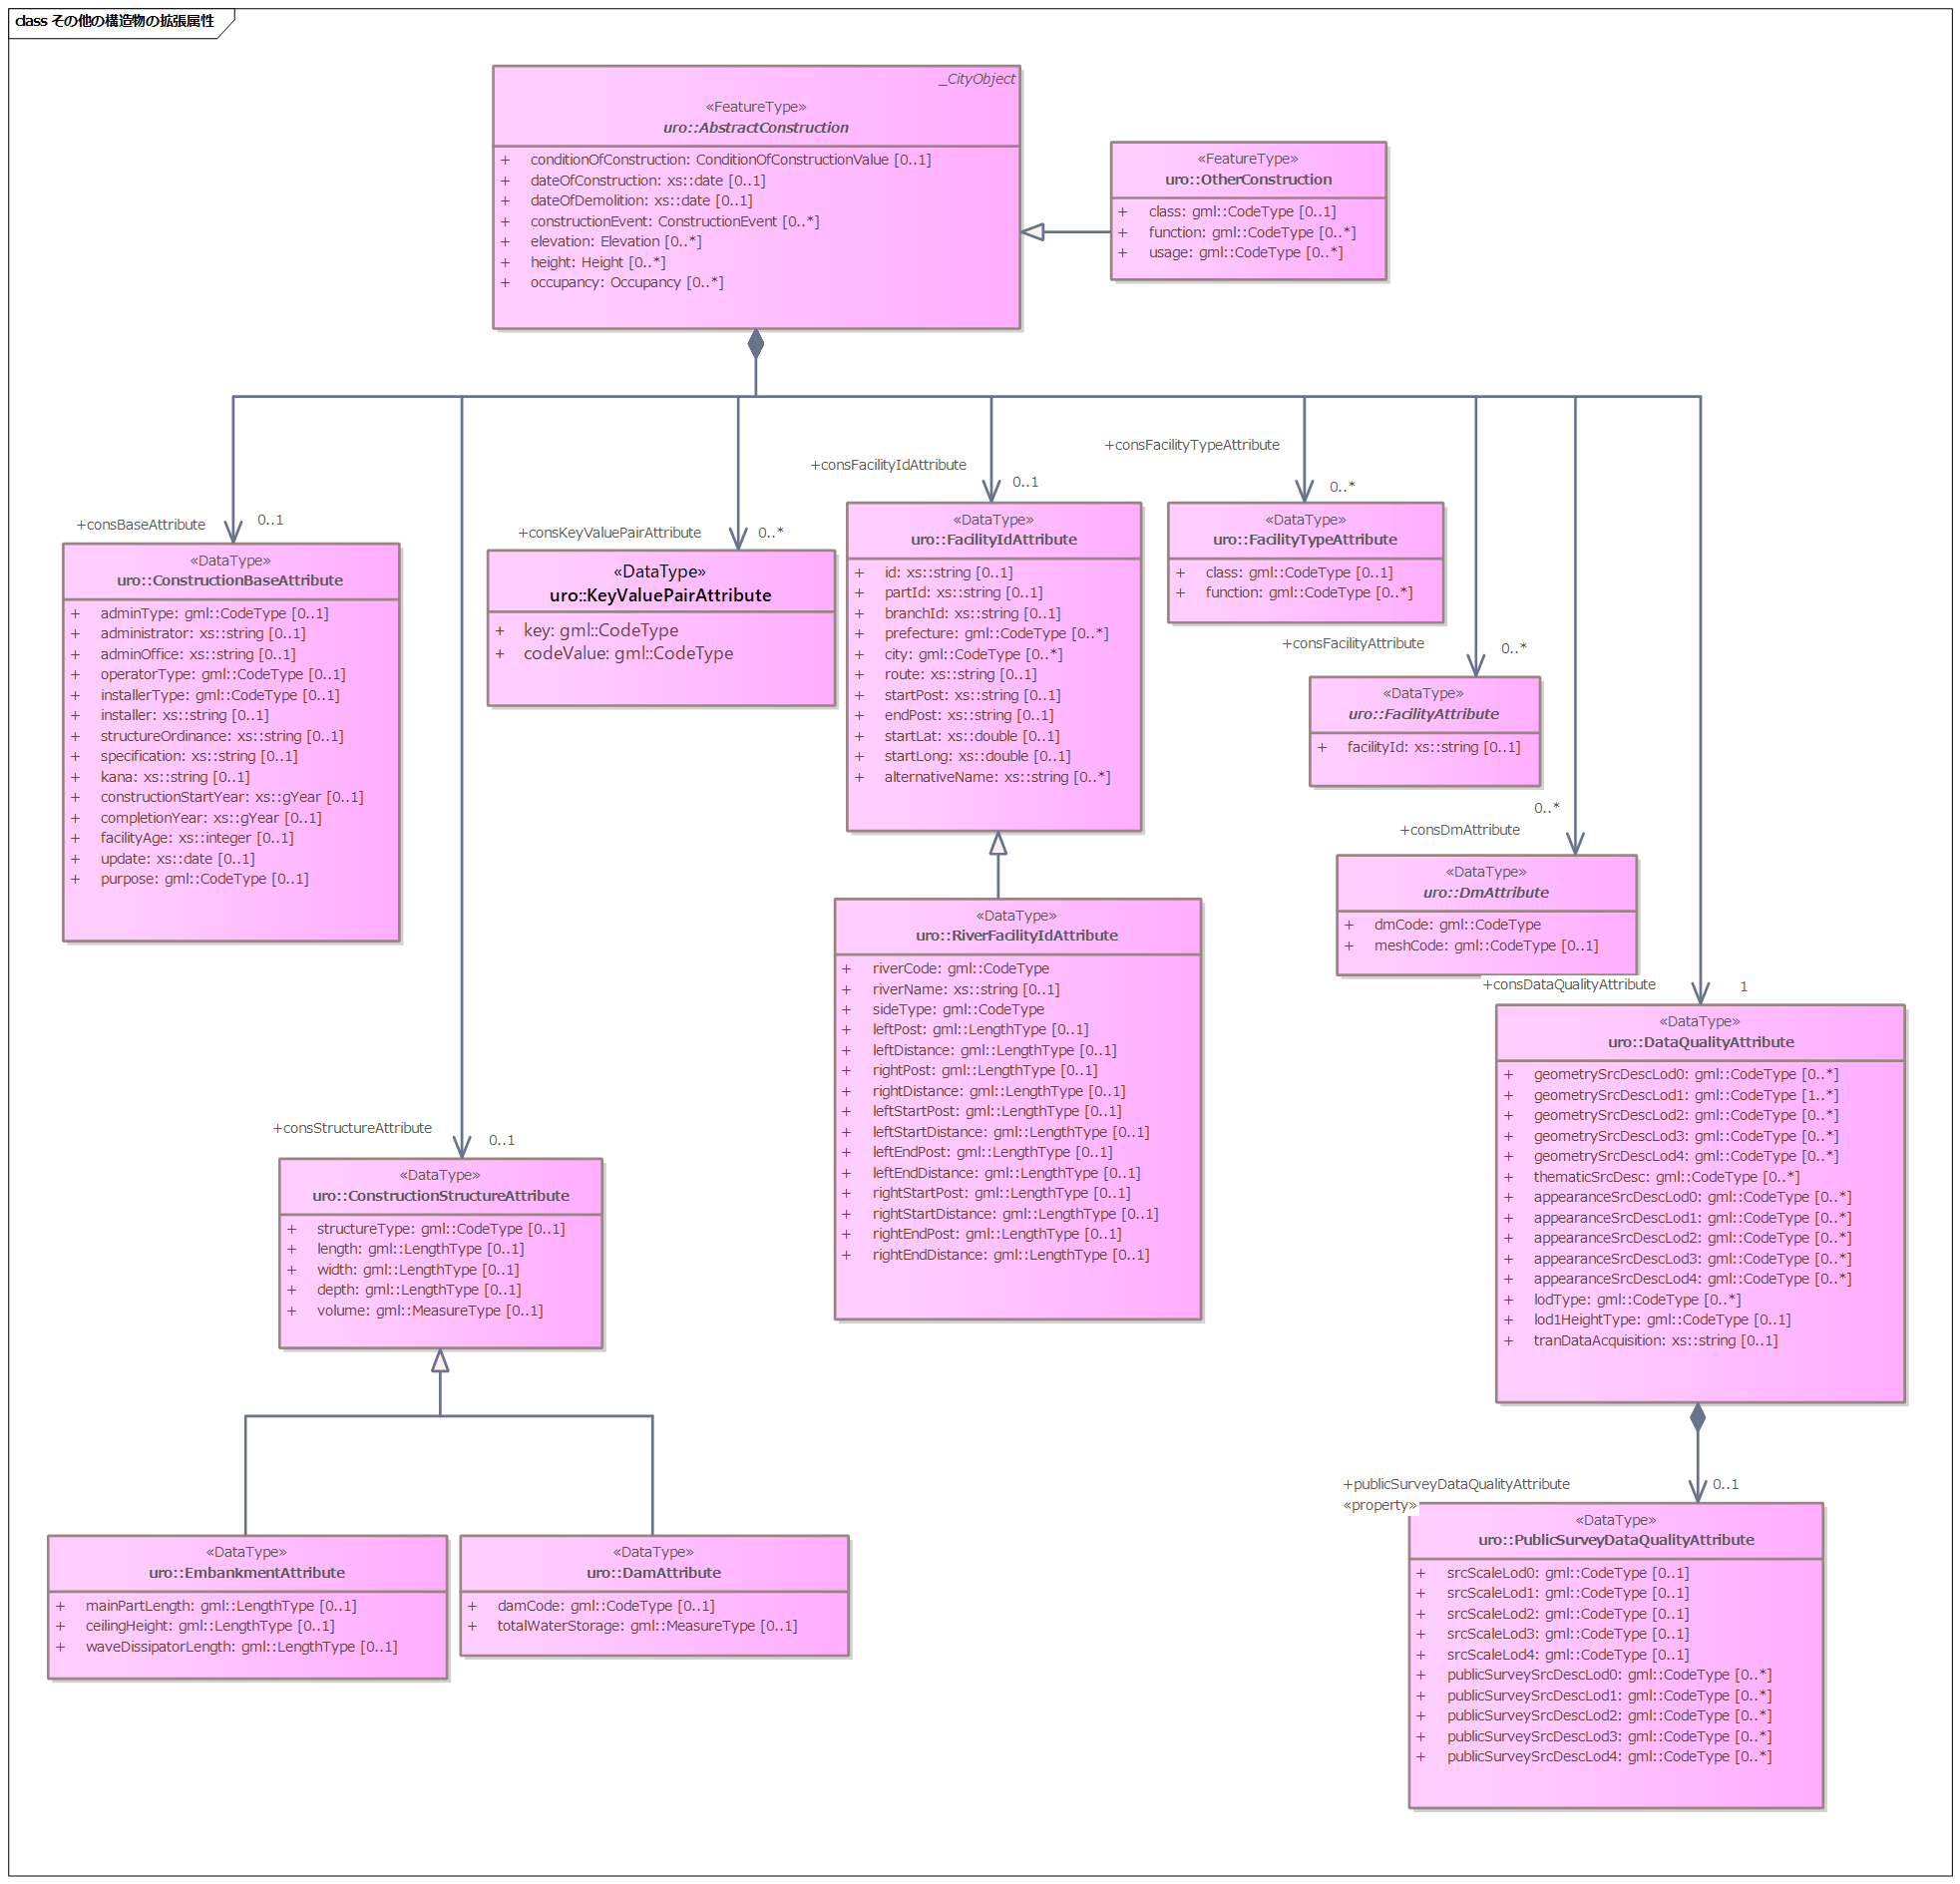 class その他の構造物の拡張属性
_CityObject
«FeatureType»
uro::AbstractConstruction
+ conditionOfConstruction: ConditionOfConstructionValue [0..1]
+ dateOfConstruction: xs::date [0..1]
+ dateOfDemolition: xs::date [0..1]
+ constructionEvent: ConstructionEvent [0..*]
+ elevation: Elevation [0..*]
+ height: Height [0..*]
+ occupancy: Occupancy [0..*]
«FeatureType»
uro::OtherConstruction
+ class: gml::CodeType [0..1]
+ function: gml::CodeType [0..*]
+ usage: gml::CodeType [0..*]
+consBaseAttribute
0..1
«DataType»
uro::ConstructionBaseAttribute
+ adminType: gml::CodeType [0..1]
+ administrator: xs::string [0..1]
+ adminOffice: xs::string [0..1]
+ operatorType: gml::CodeType [0..1]
+ installerType: gml::CodeType [0..1]
+ installer: xs::string [0..1]
+ structureOrdinance: xs::string [0..1]
+ specification: xs::string [0..1]
+ kana: xs::string [0..1]
+ constructionStartYear: xs::gYear [0..1]
+ completionYear: xs::gYear [0..1]
+ facilityAge: xs::integer [0..1]
+ update: xs::date [0..1]
+ purpose: gml::CodeType [0..1]
+consKeyValuePairAttribute
0..*
«DataType»
uro::KeyValuePairAttribute
+ key: gml::CodeType
+ codeValue: gml::CodeType
+consFacilityIdAttribute
0..1
«DataType»
uro::FacilityIdAttribute
+ id: xs::string [0..1]
+ partId: xs::string [0..1]
+ branchId: xs::string [0..1]
+ prefecture: gml::CodeType [0..*]
+ city: gml::CodeType [0..*]
+ route: xs::string [0..1]
+ startPost: xs::string [0..1]
+ endPost: xs::string [0..1]
+ startLat: xs::double [0..1]
+ startLong: xs::double [0..1]
+ alternativeName: xs::string [0..*]
+consFacilityTypeAttribute
0..*
«DataType»
uro::FacilityTypeAttribute
+ class: gml::CodeType [0..1]
+ function: gml::CodeType [0..*]
+consFacilityAttribute
0..*
«DataType»
uro::FacilityAttribute
+ facilityId: xs::string [0..1]
0..*
+consDmAttribute
«DataType»
uro::DmAttribute
+ dmCode: gml::CodeType
+ meshCode: gml::CodeType [0..1]
«DataType»
uro::RiverFacilityIdAttribute
+ riverCode: gml::CodeType
+ riverName: xs::string [0..1]
+ sideType: gml::CodeType
+ leftPost: gml::LengthType [0..1]
+ leftDistance: gml::LengthType [0..1]
+ rightPost: gml::LengthType [0..1]
+ rightDistance: gml::LengthType [0..1]
+ leftStartPost: gml::LengthType [0..1]
+ leftStartDistance: gml::LengthType [0..1]
+ leftEndPost: gml::LengthType [0..1]
+ leftEndDistance: gml::LengthType [0..1]
+ rightStartPost: gml::LengthType [0..1]
+ rightStartDistance: gml::LengthType [0..1]
+ rightEndPost: gml::LengthType [0..1]
+ rightEndDistance: gml::LengthType [0..1]
+consDataQualityAttribute
1
«DataType»
uro::DataQualityAttribute
+ geometrySrcDescLod0: gml::CodeType [0..*]
+ geometrySrcDescLod1: gml::CodeType [1..*]
+ geometrySrcDescLod2: gml::CodeType [0..*]
+ geometrySrcDescLod3: gml::CodeType [0..*]
+ geometrySrcDescLod4: gml::CodeType [0..*]
+ thematicSrcDesc: gml::CodeType [0..*]
+ appearanceSrcDescLod0: gml::CodeType [0..*]
+ appearanceSrcDescLod1: gml::CodeType [0..*]
+ appearanceSrcDescLod2: gml::CodeType [0..*]
+ appearanceSrcDescLod3: gml::CodeType [0..*]
+ appearanceSrcDescLod4: gml::CodeType [0..*]
+ lodType: gml::CodeType [0..*]
+ lod1HeightType: gml::CodeType [0..1]
+ tranDataAcquisition: xs::string [0..1]
+consStructureAttribute
0..1
«DataType»
uro::ConstructionStructureAttribute
+ structureType: gml::CodeType [0..1]
+ length: gml::LengthType [0..1]
+ width: gml::LengthType [0..1]
+ depth: gml::LengthType [0..1]
+ volume: gml::MeasureType [0..1]
«DataType»
uro::EmbankmentAttribute
+ mainPartLength: gml::LengthType [0..1]
+ ceilingHeight: gml::LengthType [0..1]
+ waveDissipatorLength: gml::LengthType [0..1]
«DataType»
uro::DamAttribute
+ damCode: gml::CodeType [0..1]
+ totalWaterStorage: gml::MeasureType [0..1]
+publicSurveyDataQualityAttribute
«property»
0..1
«DataType»
uro::PublicSurveyDataQualityAttribute
+ srcScaleLod0: gml::CodeType [0..1]
+ srcScaleLod1: gml::CodeType [0..1]
+ srcScaleLod2: gml::CodeType [0..1]
+ srcScaleLod3: gml::CodeType [0..1]
+ srcScaleLod4: gml::CodeType [0..1]
+ publicSurveySrcDescLod0: gml::CodeType [0..*]
+ publicSurveySrcDescLod1: gml::CodeType [0..*]
+ publicSurveySrcDescLod2: gml::CodeType [0..*]
+ publicSurveySrcDescLod3: gml::CodeType [0..*]
+ publicSurveySrcDescLod4: gml::CodeType [0..*]